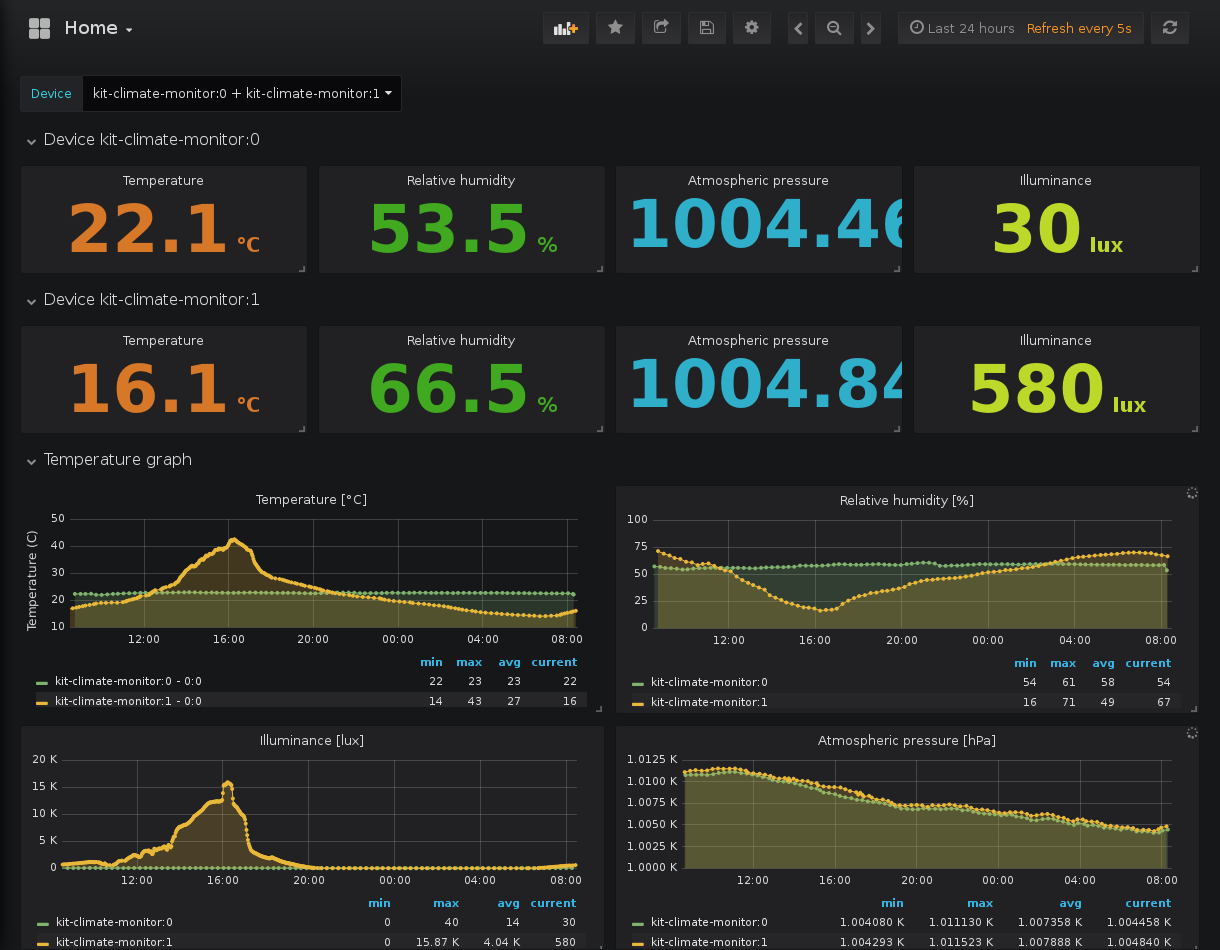 Home
Last 24 hours Refresh every 5s
Device kit-climate-monitor:0 + kit-climate-monitor:1
Device kit-climate-monitor:0
Temperature Relative humidity Atmospheric pressure Illuminance
22.1 °C 53.5 % 1004.46 30 lux
Device kit-climate-monitor:1
Temperature Relative humidity Atmospheric pressure Illuminance
16.1 °C 66.5 % 1004.84 580 lux
Temperature graph
Temperature [°C]
Temperature (C)
50
40
30
20
10
12:00 16:00 20:00 00:00 04:00 08:00
min max avg current
kit-climate-monitor:0 - 0:0 22 23 23 22
kit-climate-monitor:1 - 0:0 14 43 27 16
Relative humidity [%]
100
75
50
25
0
12:00 16:00 20:00 00:00 04:00 08:00
min max avg current
kit-climate-monitor:0 54 61 58 54
kit-climate-monitor:1 16 71 49 67
Illuminance [lux]
20 K
15 K
10 K
5 K
0
12:00 16:00 20:00 00:00 04:00 08:00
min max avg current
kit-climate-monitor:0 0 40 14 30
kit-climate-monitor:1 0 15.87 K 4.04 K 580
Atmospheric pressure [hPa]
1.0125 K
1.0100 K
1.0075 K
1.0050 K
1.0025 K
1.0000 K
12:00 16:00 20:00 00:00 04:00 08:00
min max avg current
kit-climate-monitor:0 1.004080 K 1.011130 K 1.007358 K 1.004458 K
kit-climate-monitor:1 1.004293 K 1.011523 K 1.007888 K 1.004840 K